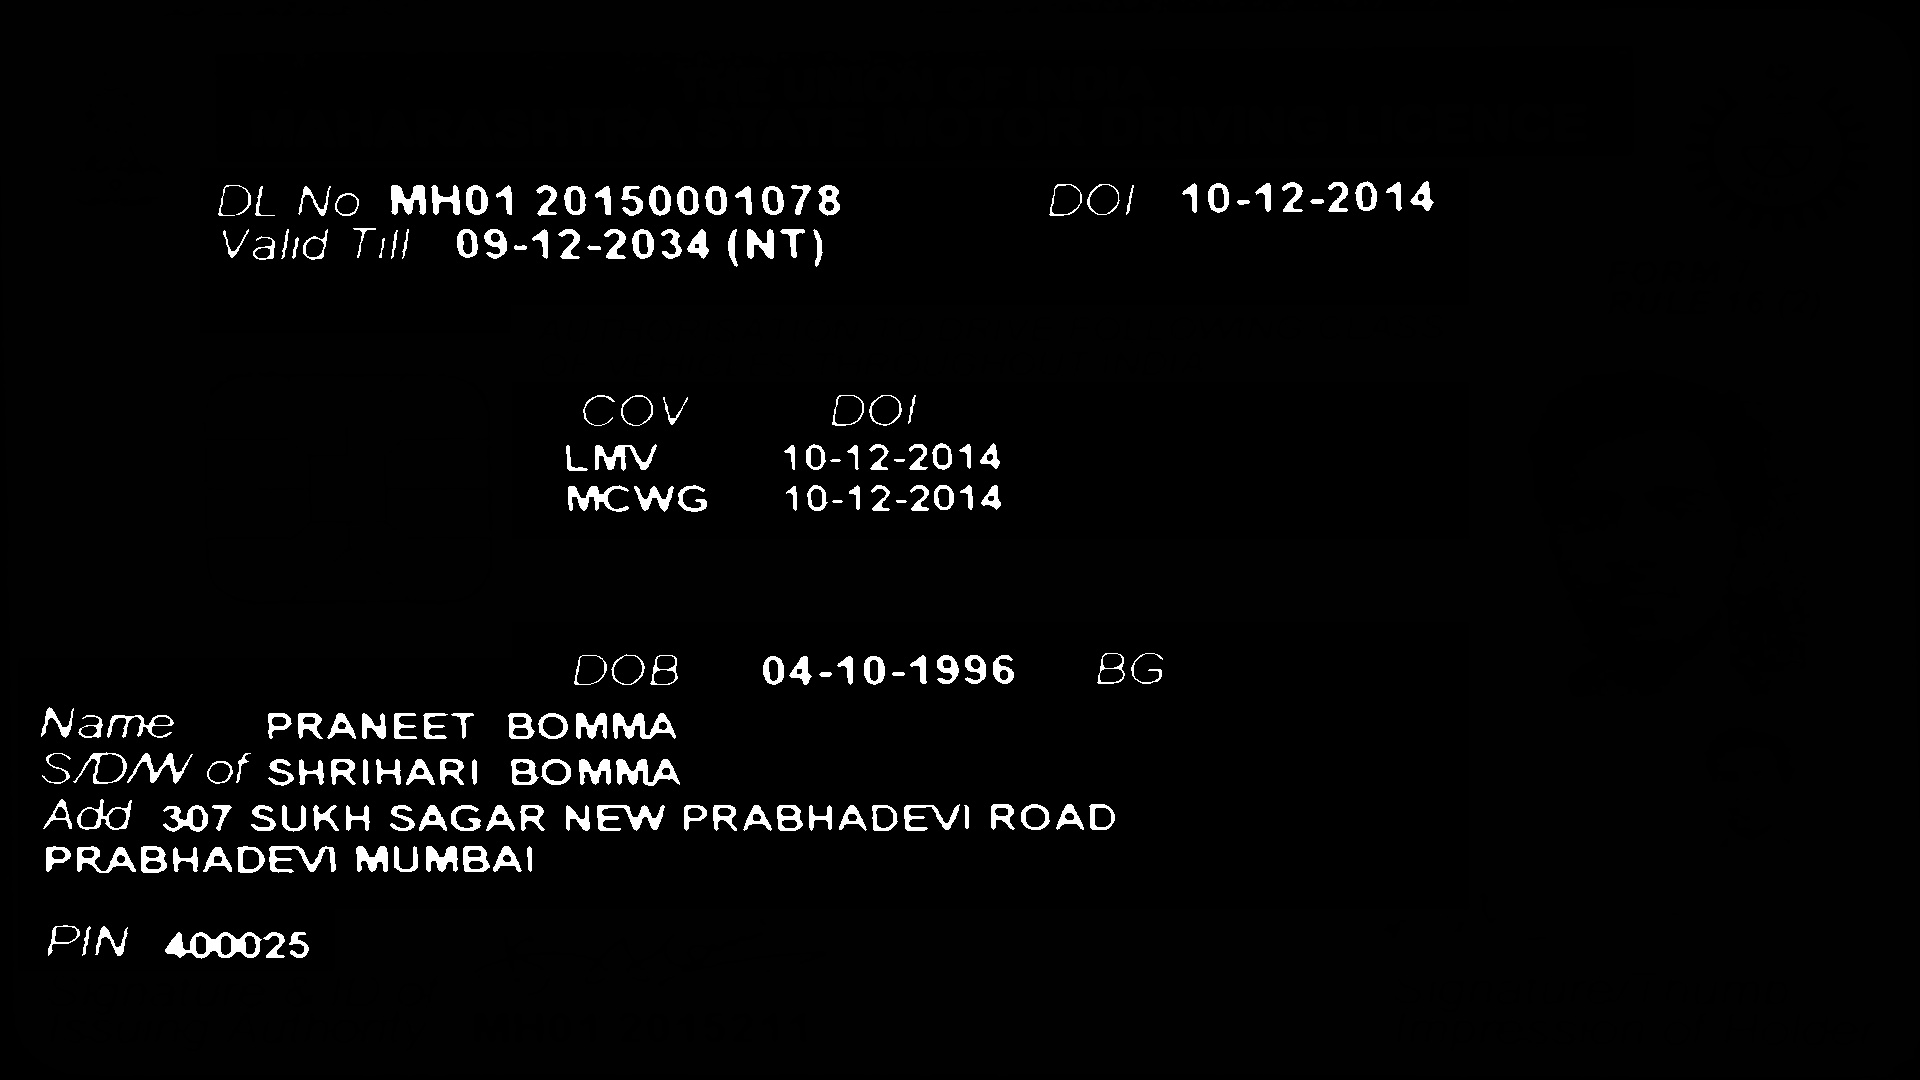 DL No MH01 20150001078 DOI 10-12-2014
Valid Till 09-12-2034 (NT)
COV DOI
LMV 10-12-2014
MCWG 10-12-2014
DOB 04-10-1996 BG
Name PRANEET BOMMA
S/D/W of SHRIHARI BOMMA
Add 307 SUKH SAGAR NEW PRABHADEVI ROAD
PRABHADEVI MUMBAI
PIN 400025